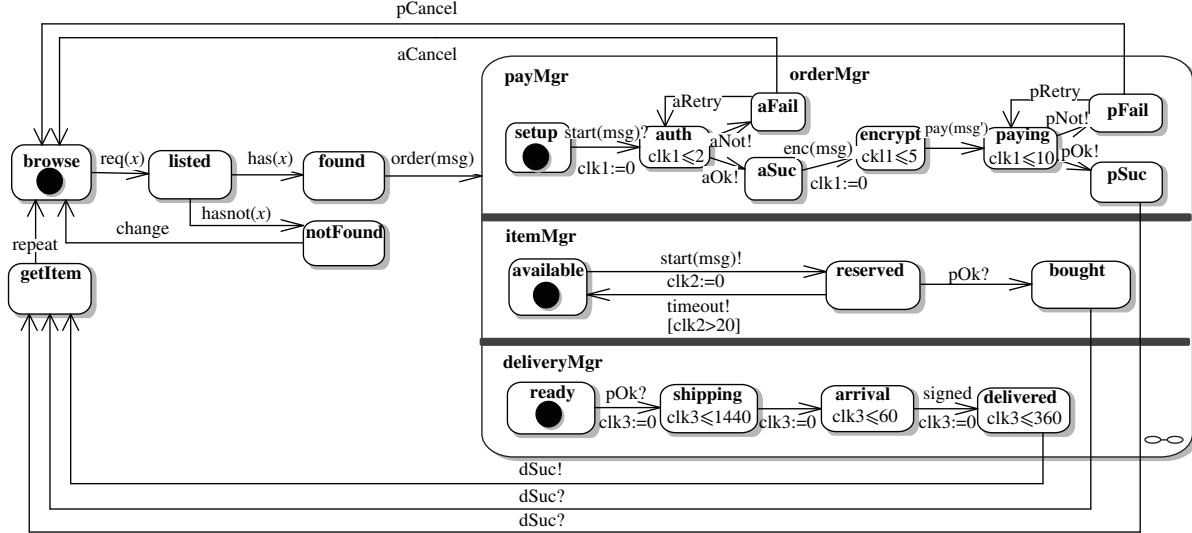 pCancel
aCancel
payMgr
orderMgr
aRetry
aFail
pRetry
pFail
setup
start(msg)?
auth
aNot!
encrypt
pay(msg')
paying
pNot!
clk1:=0
clk1⩽2
aOk!
aSuc
enc(msg)
clk1:=0
ckl1⩽5
clk1⩽10
pOk!
pSuc
browse
req(x)
listed
has(x)
found
order(msg)
hasnot(x)
notFound
change
repeat
getItem
itemMgr
available
start(msg)!
clk2:=0
reserved
pOk?
bought
timeout!
[clk2>20]
deliveryMgr
ready
pOk?
clk3:=0
shipping
clk3⩽1440
clk3:=0
arrival
clk3⩽60
signed
clk3:=0
delivered
clk3⩽360
dSuc!
dSuc?
dSuc?